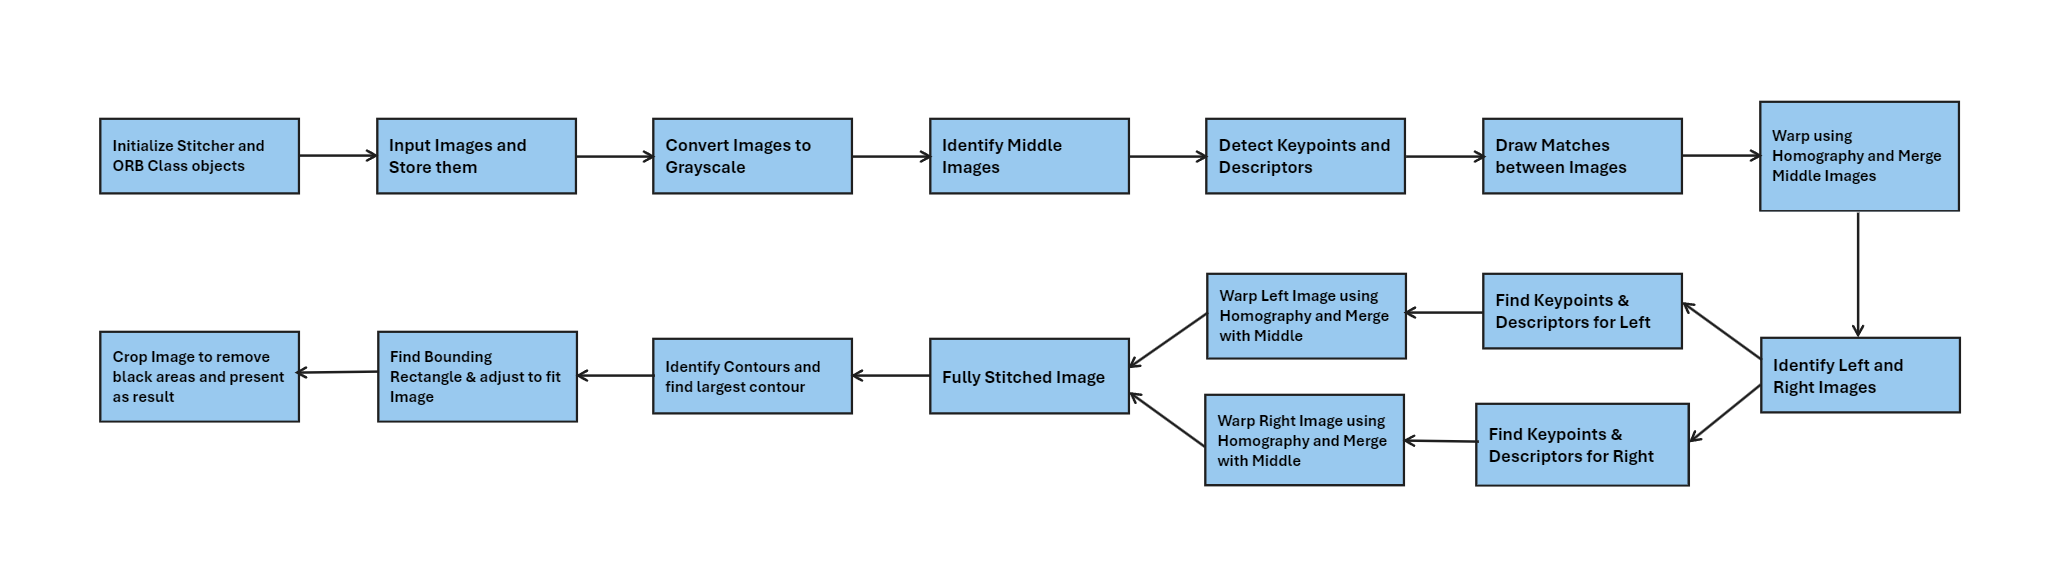 Initialize Stitcher and
ORB Class objects
Input Images and
Store them
Convert Images to
Grayscale
Identify Middle
Images
Detect Keypoints and
Descriptors
Draw Matches
between Images
Warp using
Homography and Merge
Middle Images
Identify Left and
Right Images
Find Keypoints &
Descriptors for Left
Warp Left Image using
Homography and Merge
with Middle
Find Keypoints &
Descriptors for Right
Warp Right Image using
Homography and Merge
with Middle
Fully Stitched Image
Identify Contours and
find largest contour
Find Bounding
Rectangle & adjust to fit
Image
Crop Image to remove
black areas and present
as result